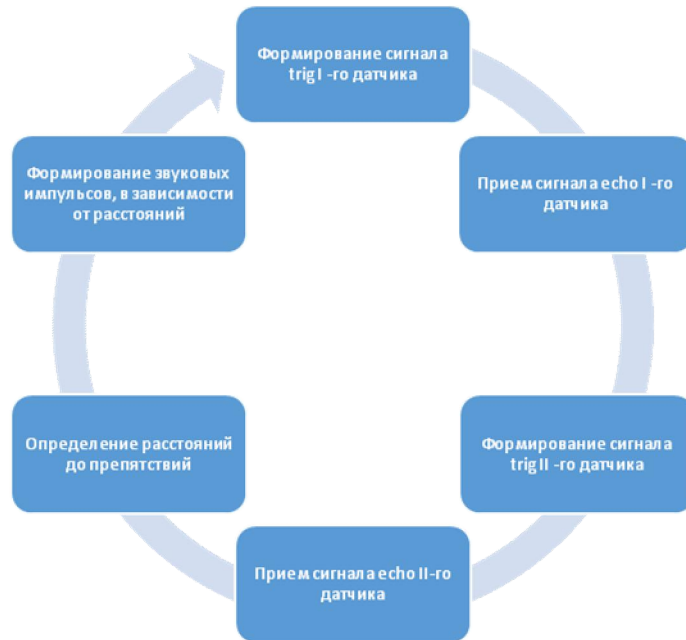 Формирование сигнала
trig I -го датчика
Прием сигнала echo I -го
датчика
Формирование сигнала
trig II -го датчика
Прием сигнала echo II-го
датчика
Определение расстояний
до препятствий
Формирование звуковых
импульсов, в зависимости
от расстояний